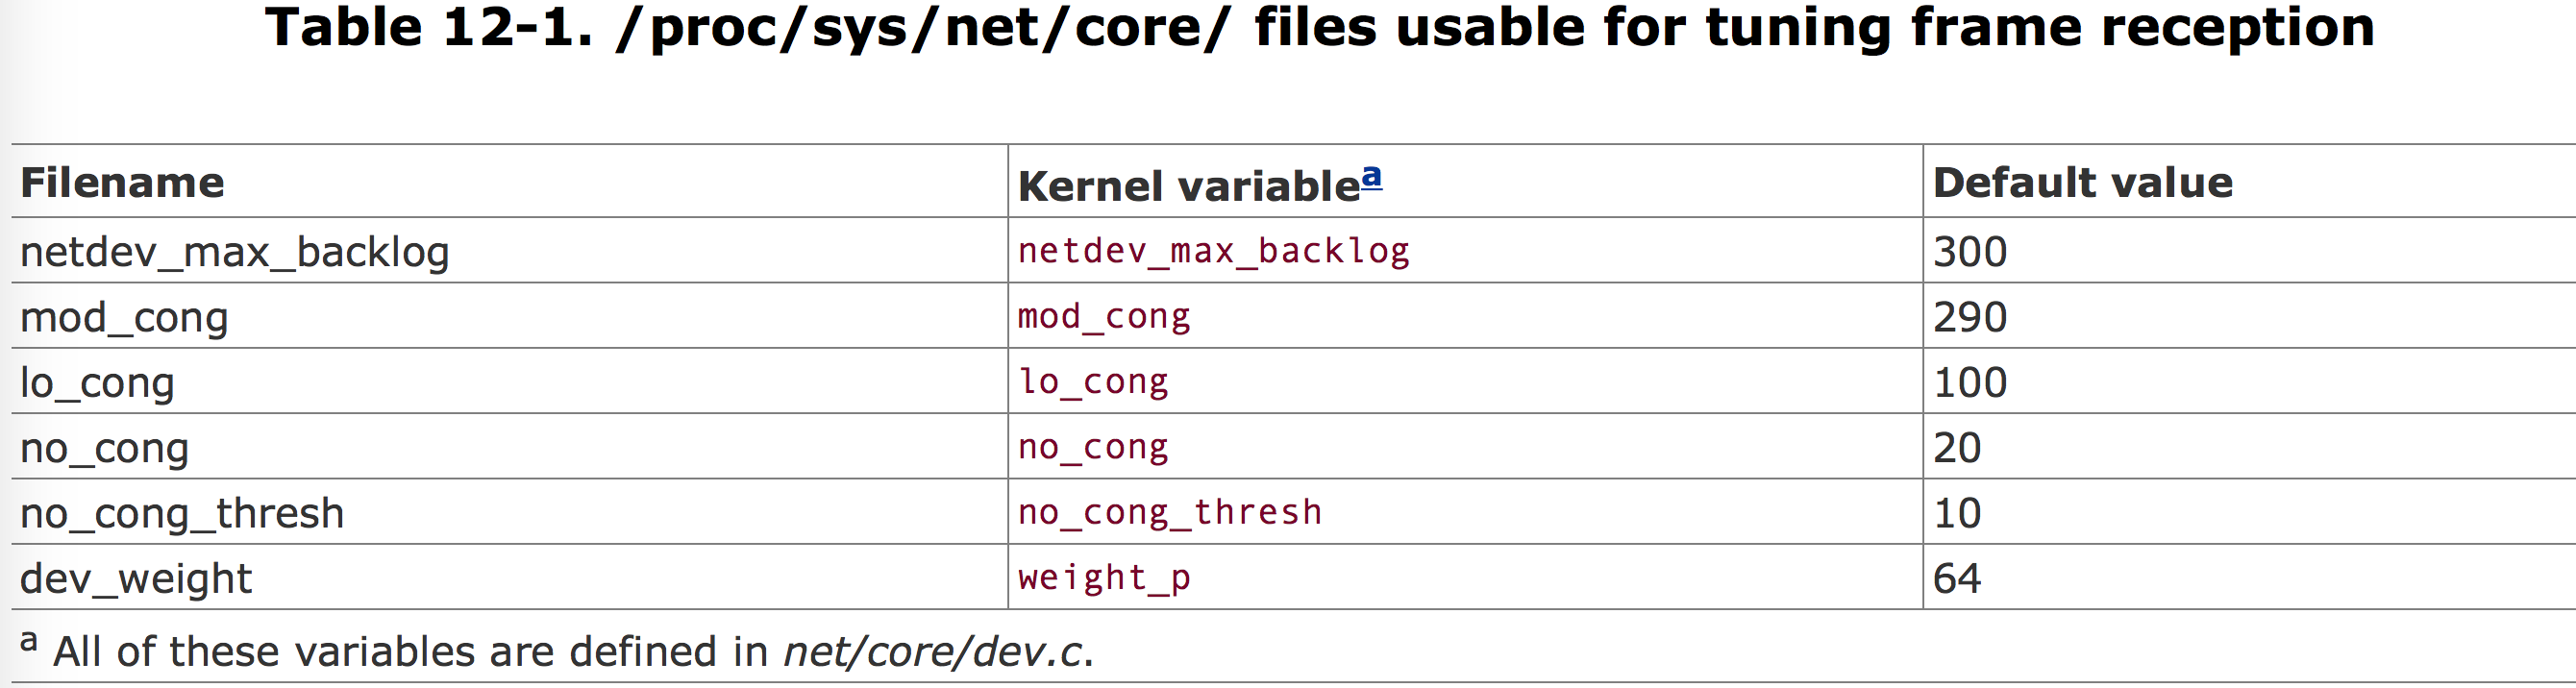 Table 12-1. /proc/sys/net/core/ files usable for tuning frame reception
Filename Kernel variablea Default value
netdev_max_backlog netdev_max_backlog 300
mod_cong mod_cong 290
lo_cong lo_cong 100
no_cong no_cong 20
no_cong_thresh no_cong_thresh 10
dev_weight weight_p 64
a All of these variables are defined in net/core/dev.c.